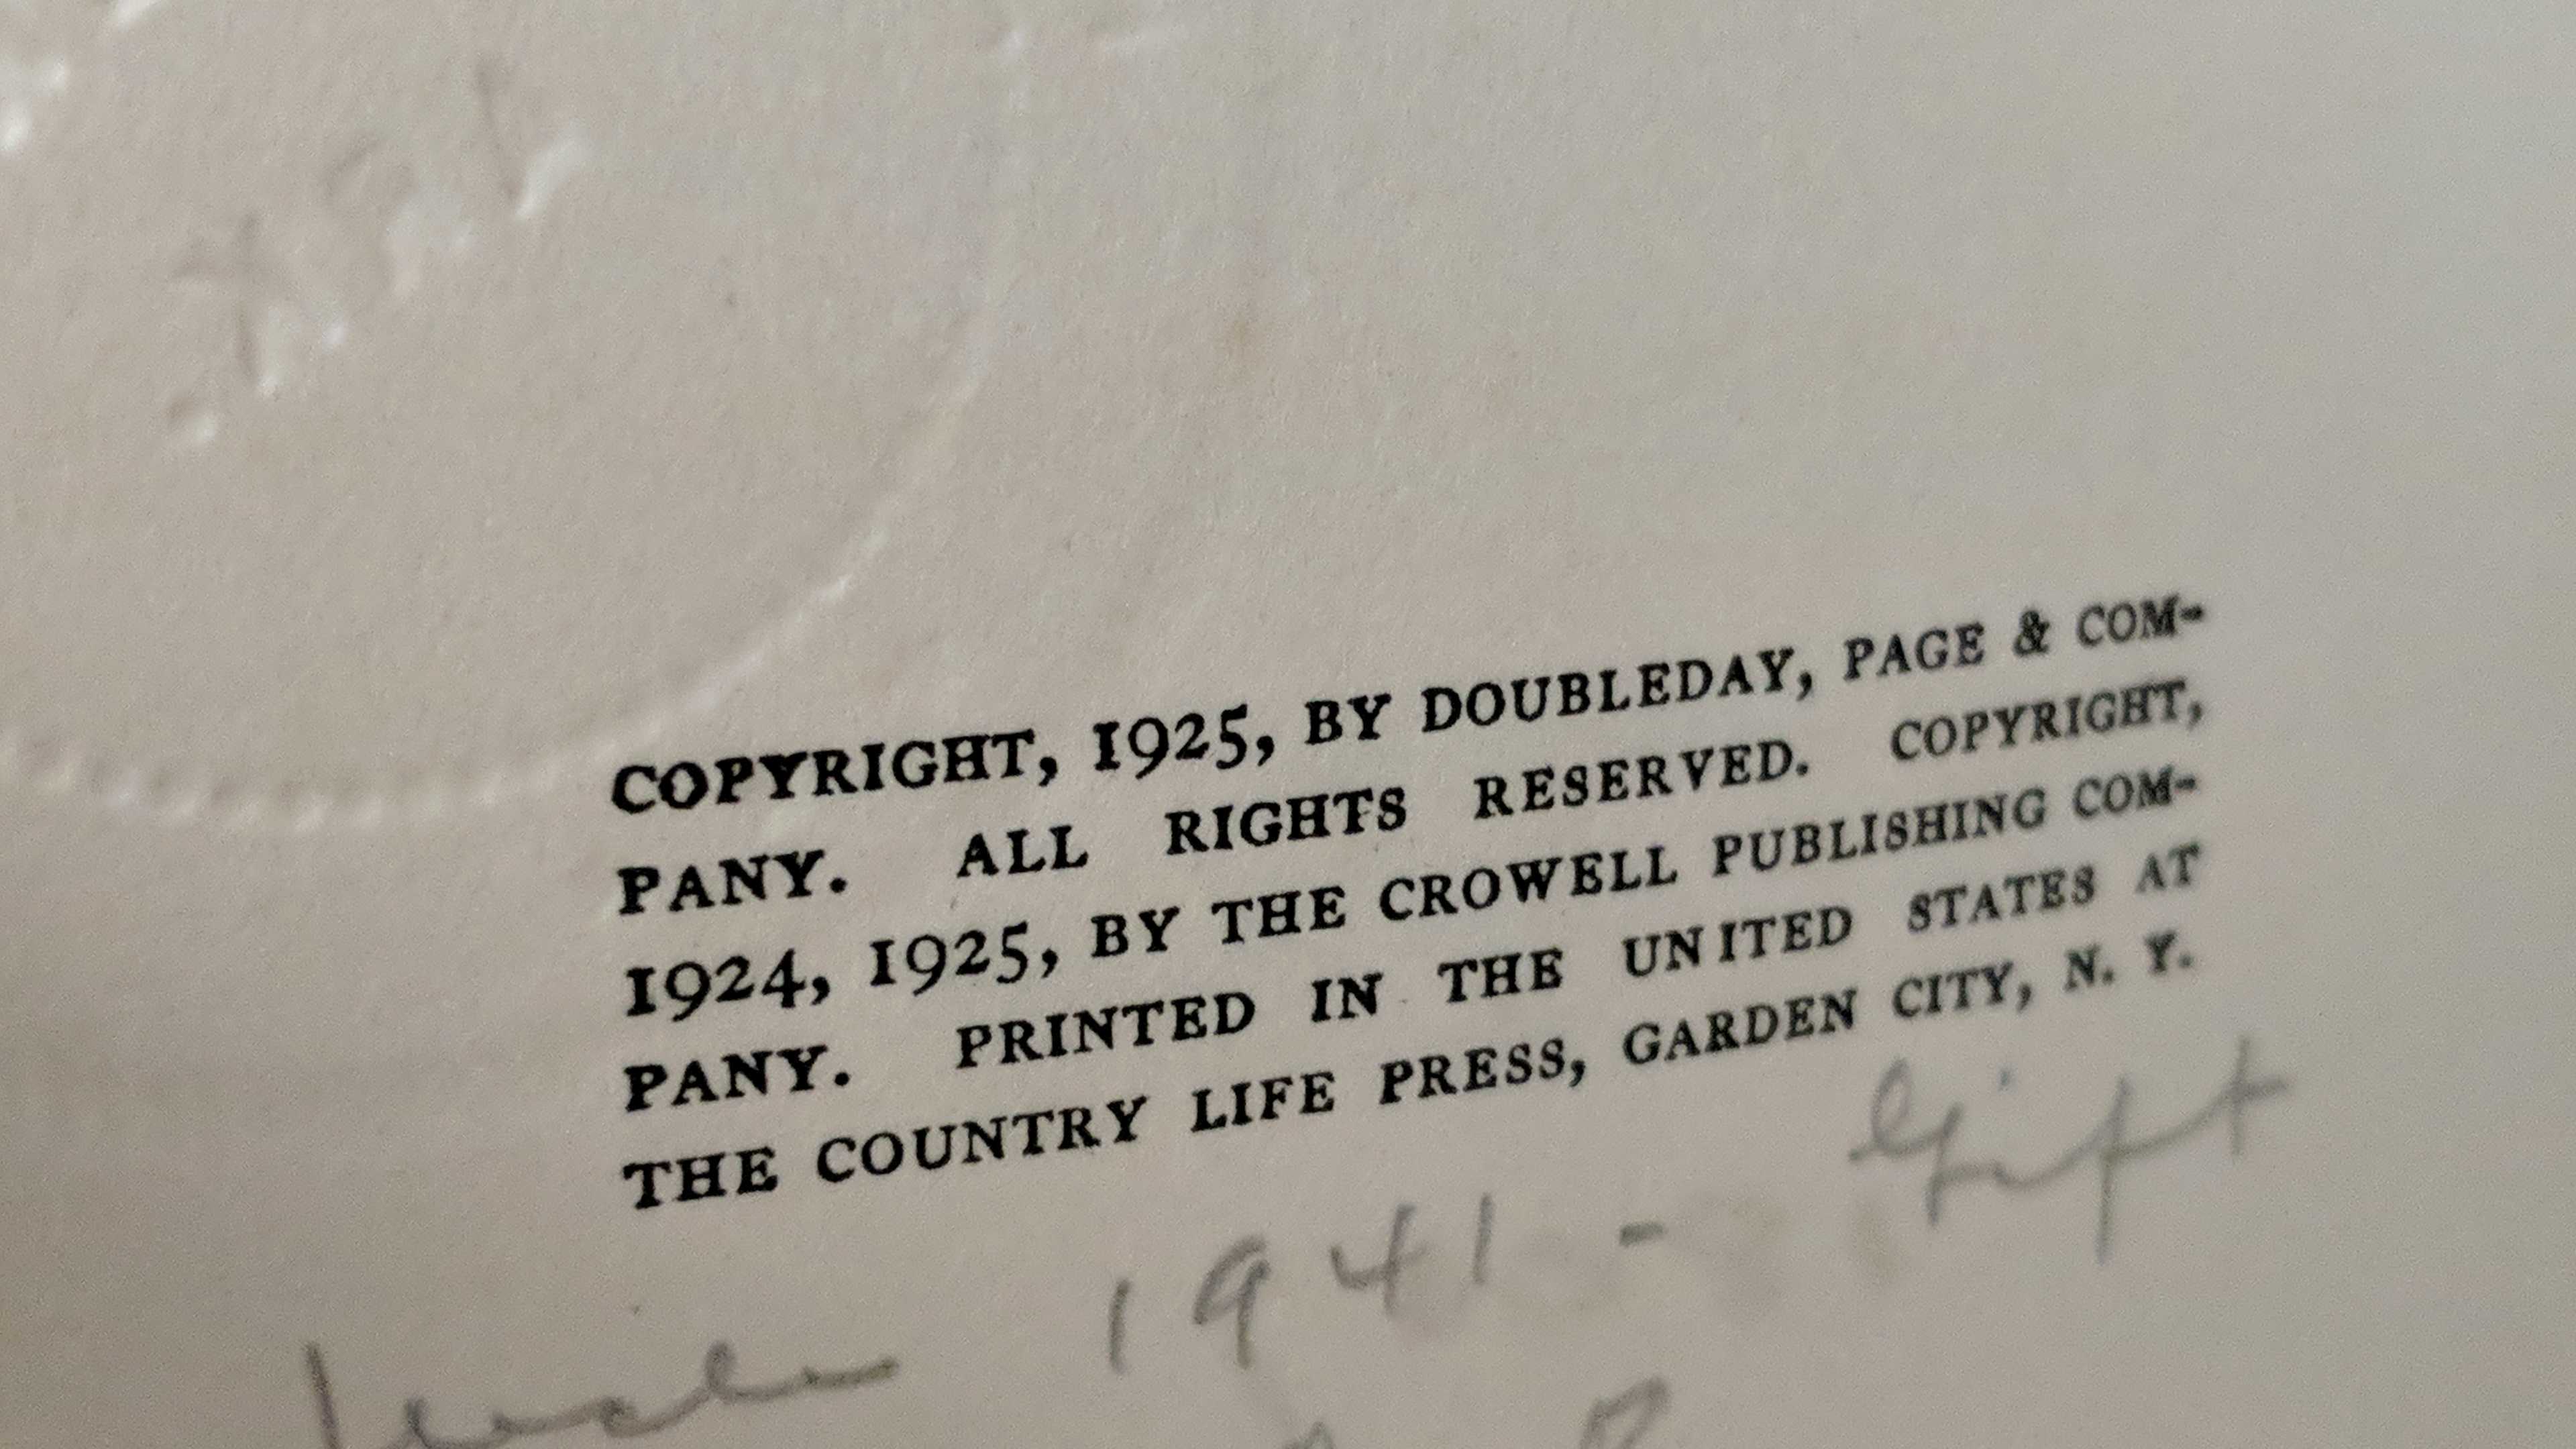 COPYRIGHT, 1925, BY DOUBLEDAY, PAGE & COM-
PANY. ALL RIGHTS RESERVED. COPYRIGHT,
1924, 1925, BY THE CROWELL PUBLISHING COM-
PANY. PRINTED IN THE UNITED STATES AT
THE COUNTRY LIFE PRESS, GARDEN CITY, N. Y.
1941 - Gift